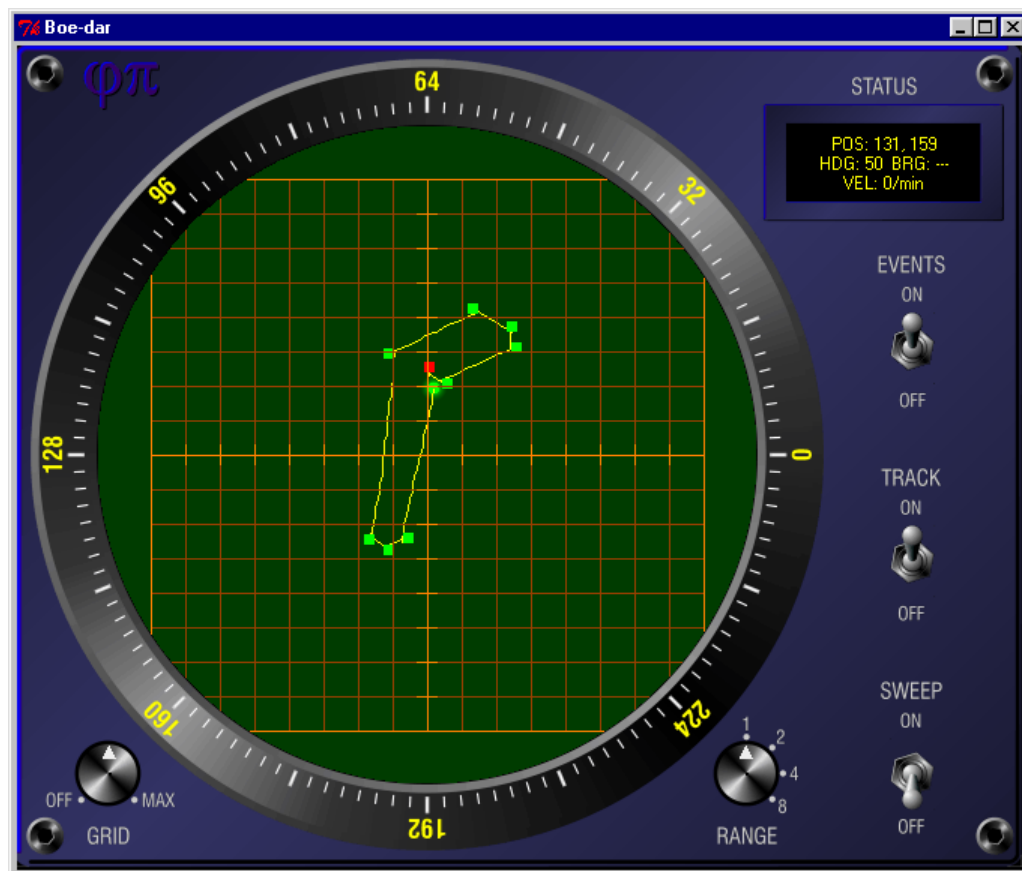 Boe-dar
φπ
STATUS
POS: 131, 159
HDG: 50 BRG: ---
VEL: 0/min
64
96
32
128
0
160
224
192
EVENTS
ON
OFF
TRACK
ON
OFF
SWEEP
ON
OFF
OFF
MAX
GRID
1
2
4
8
RANGE